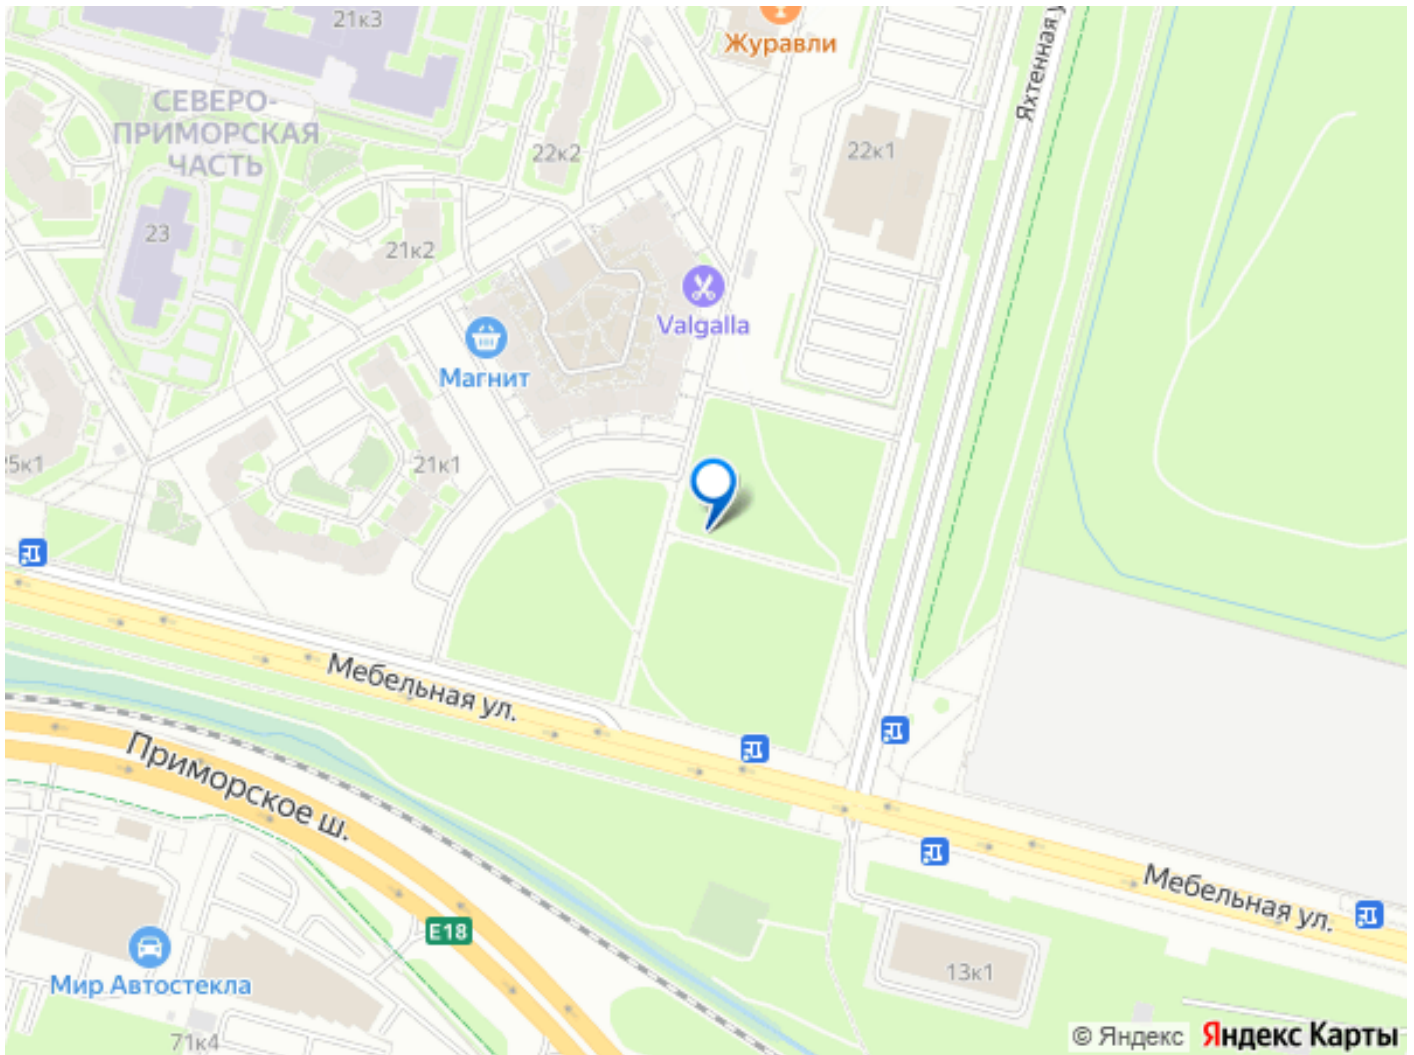 21к3
Журавли
Яхтенная у
СЕВЕРО-
ПРИМОРСКАЯ
ЧАСТЬ
22к2
22к1
23
21к2
Valgalla
Магнит
5к1
21к1
Мебельная ул.
Приморское ш.
E18
Мебельная ул.
13к1
Мир Автостекла
71к4
© Яндекс Яндекс Карты